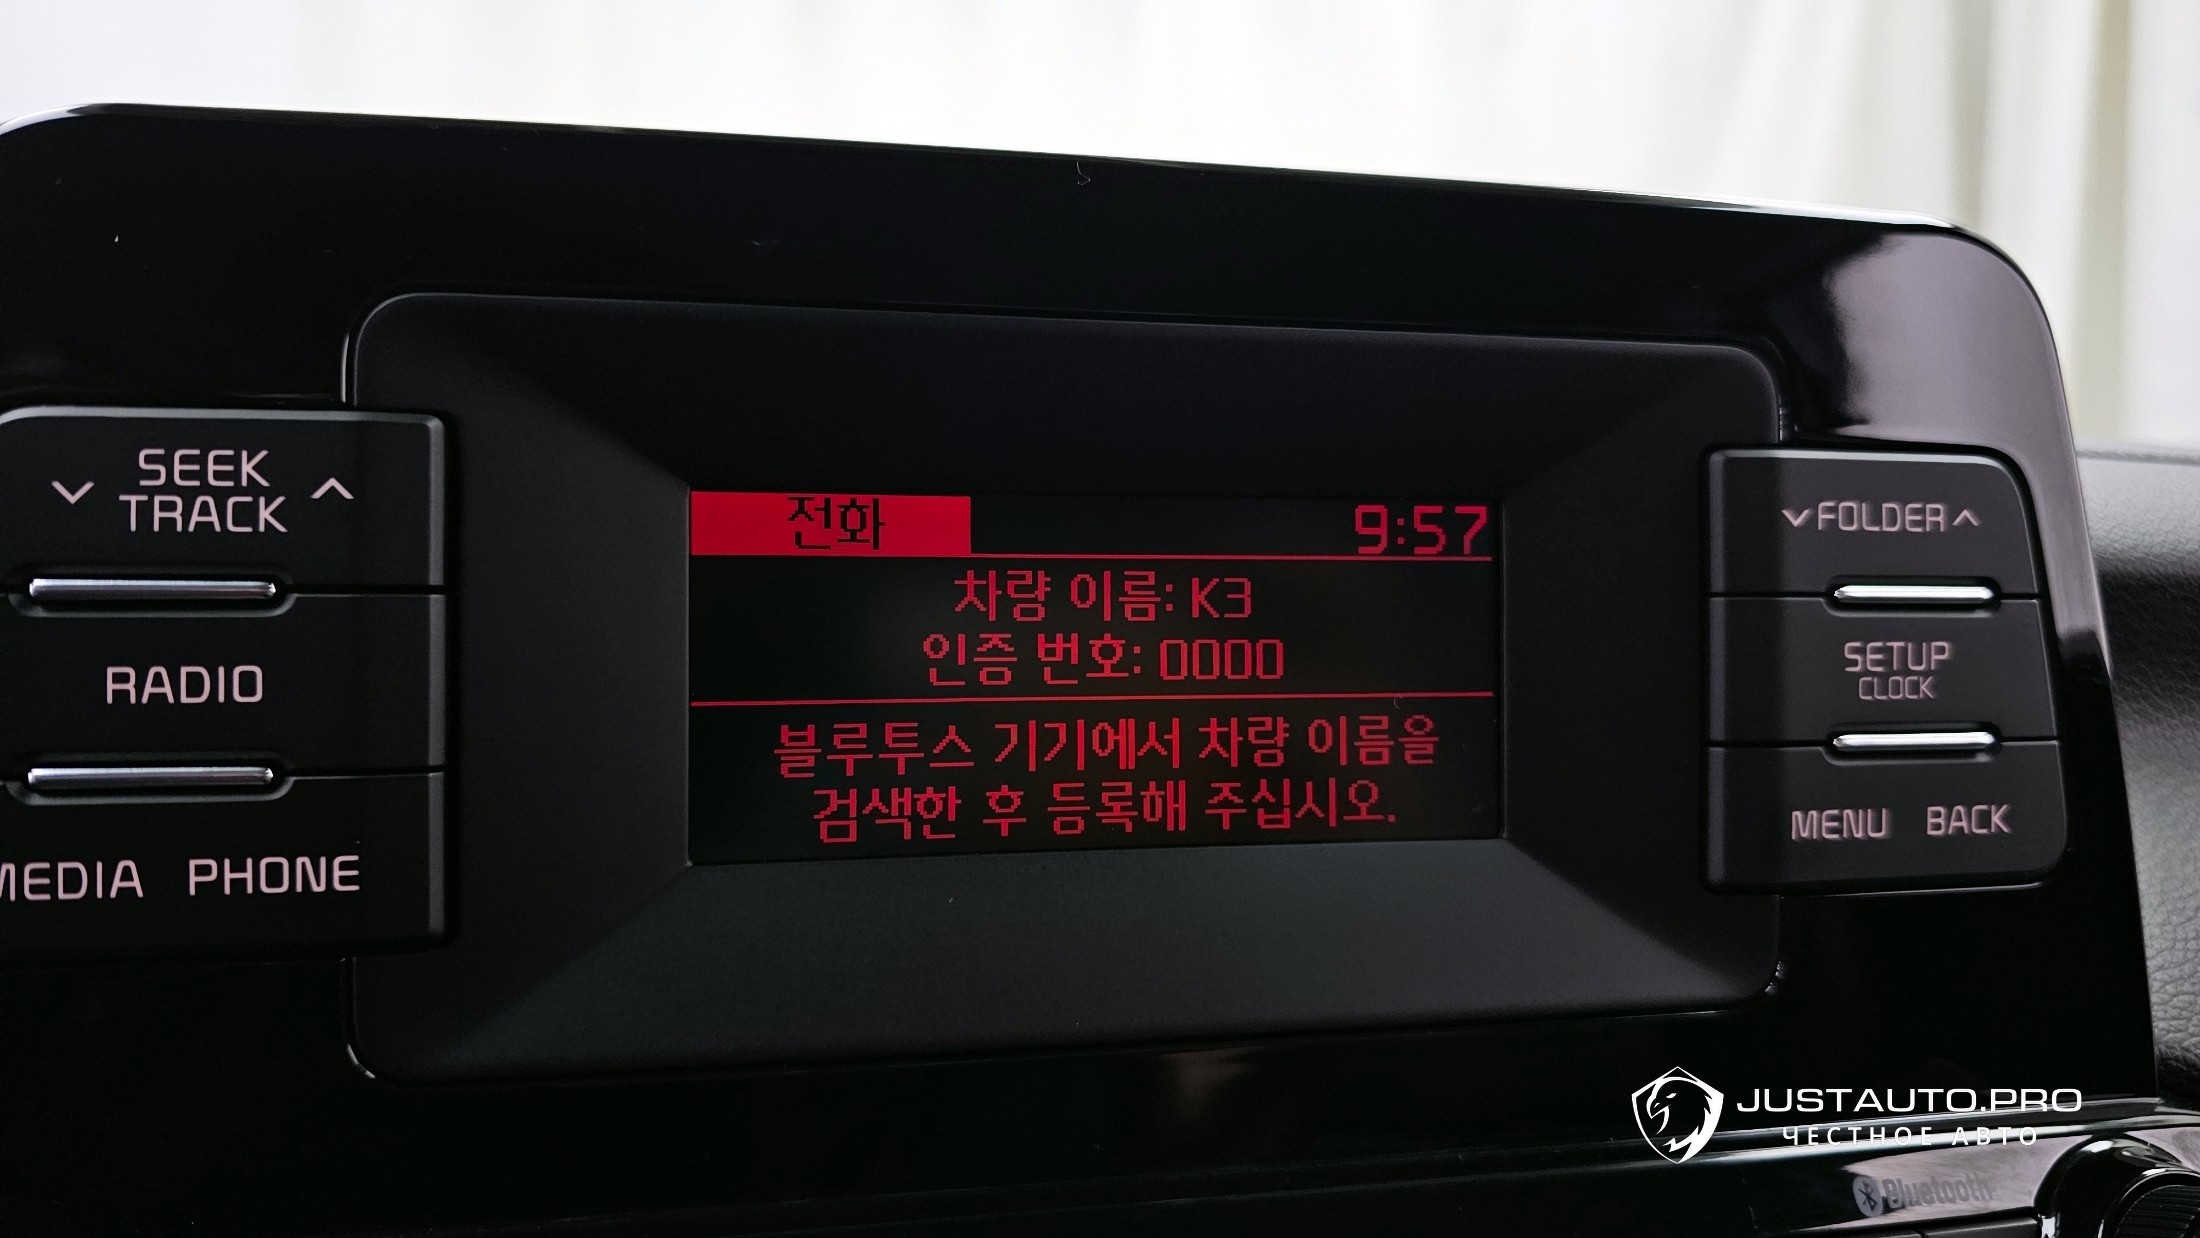 SEEK
TRACK
RADIO
MEDIA PHONE
전화 9:57
차량 이름: K3
인증 번호: 0000
블루투스 기기에서 차량 이름을
검색한 후 등록해 주십시오.
FOLDER
SETUP
CLOCK
MENU BACK
JUSTAUTO.PRO
ЧЕСТНОЕ АВТО
Bluetooth